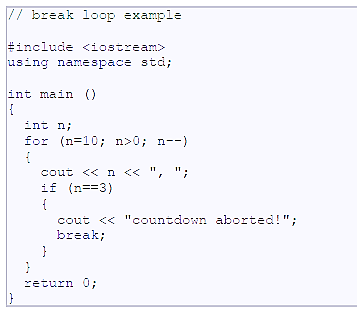 // break loop example

#include <iostream>
using namespace std;

int main ()
{
  int n;
  for (n=10; n>0; n--)
  {
    cout << n << ", ";
    if (n==3)
    {
      cout << "countdown aborted!";
      break;
    }
  }
  return 0;
}